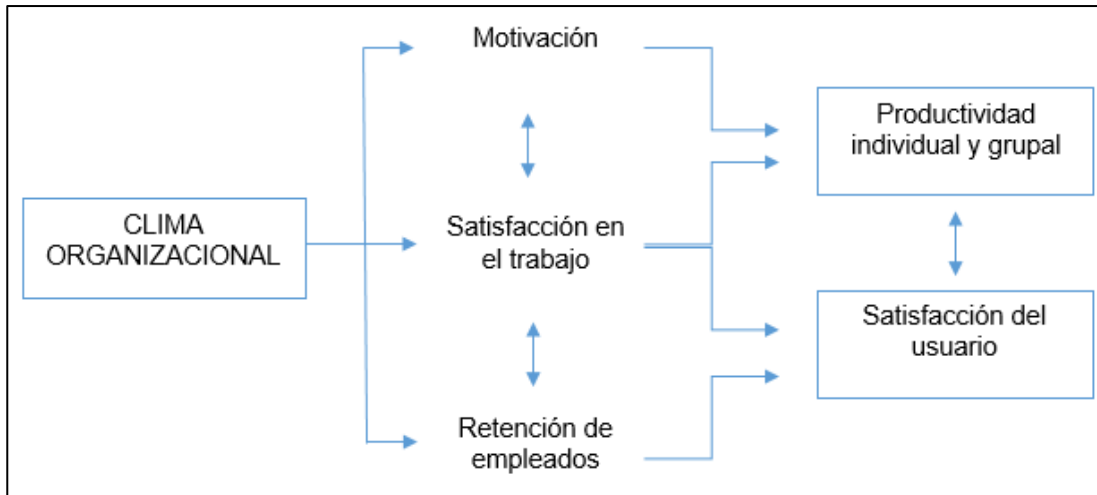 Motivación
Productividad
individual y grupal
CLIMA
ORGANIZACIONAL
Satisfacción en
el trabajo
Satisfacción del
usuario
Retención de
empleados